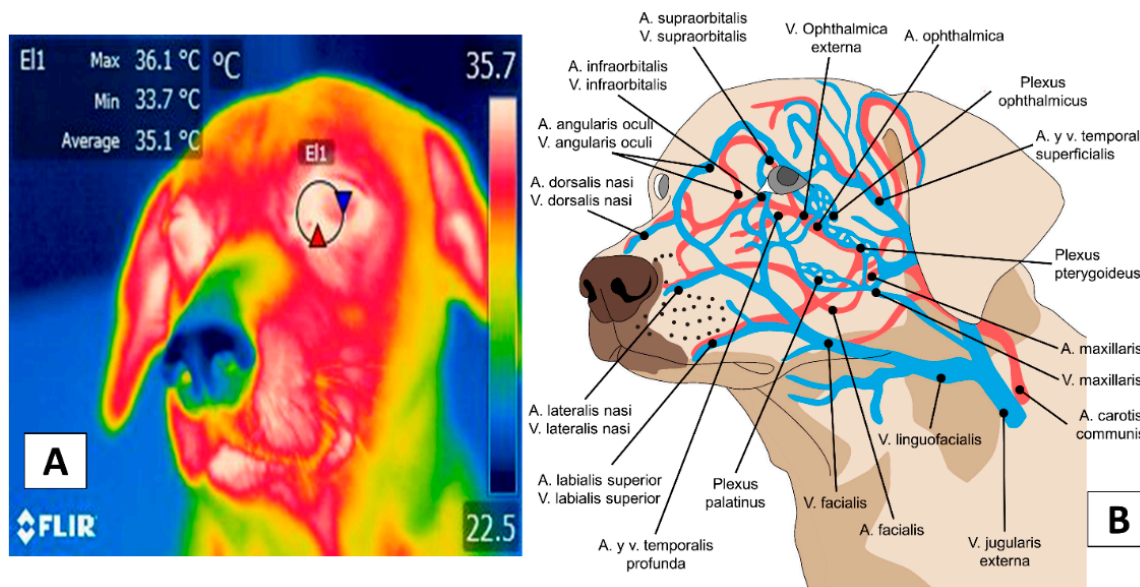 El1 Max 36.1 °C
Min 33.7 °C
Average 35.1 °C
°C
35.7
El1
22.5
A
FLIR
A. supraorbitalis
V. supraorbitalis
V. Ophthalmica
externa
A. ophthalmica
A. infraorbitalis
V. infraorbitalis
Plexus
ophthalmicus
A. angularis oculi
V. angularis oculi
A. y v. temporal
superficialis
A. dorsalis nasi
V. dorsalis nasi
Plexus
pterygoideus
A. maxillaris
V. maxillaris
A. carotis
communis
A. lateralis nasi
V. lateralis nasi
V. linguofacialis
A. labialis superior
V. labialis superior
Plexus
palatinus
V. facialis
A. facialis
A. y v. temporalis
profunda
V. jugularis
externa
B